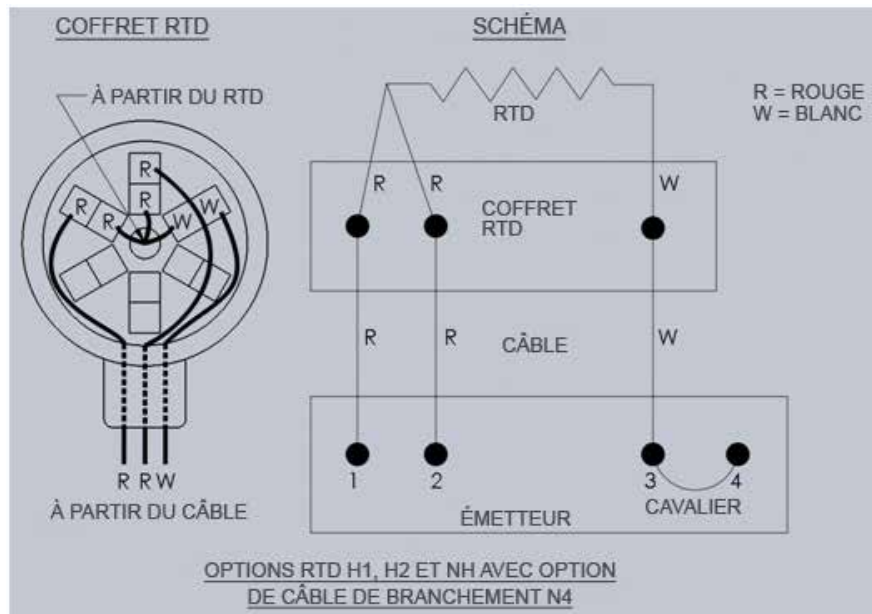 COFFRET RTD
À PARTIR DU RTD
R
R
R
R
W
W
R R W
À PARTIR DU CÂBLE
SCHÉMA
RTD
R = ROUGE
W = BLANC
R R W
COFFRET
RTD
R R CÂBLE W
1 2 3 4
ÉMETTEUR
CAVALIER
OPTIONS RTD H1, H2 ET NH AVEC OPTION
DE CÂBLE DE BRANCHEMENT N4